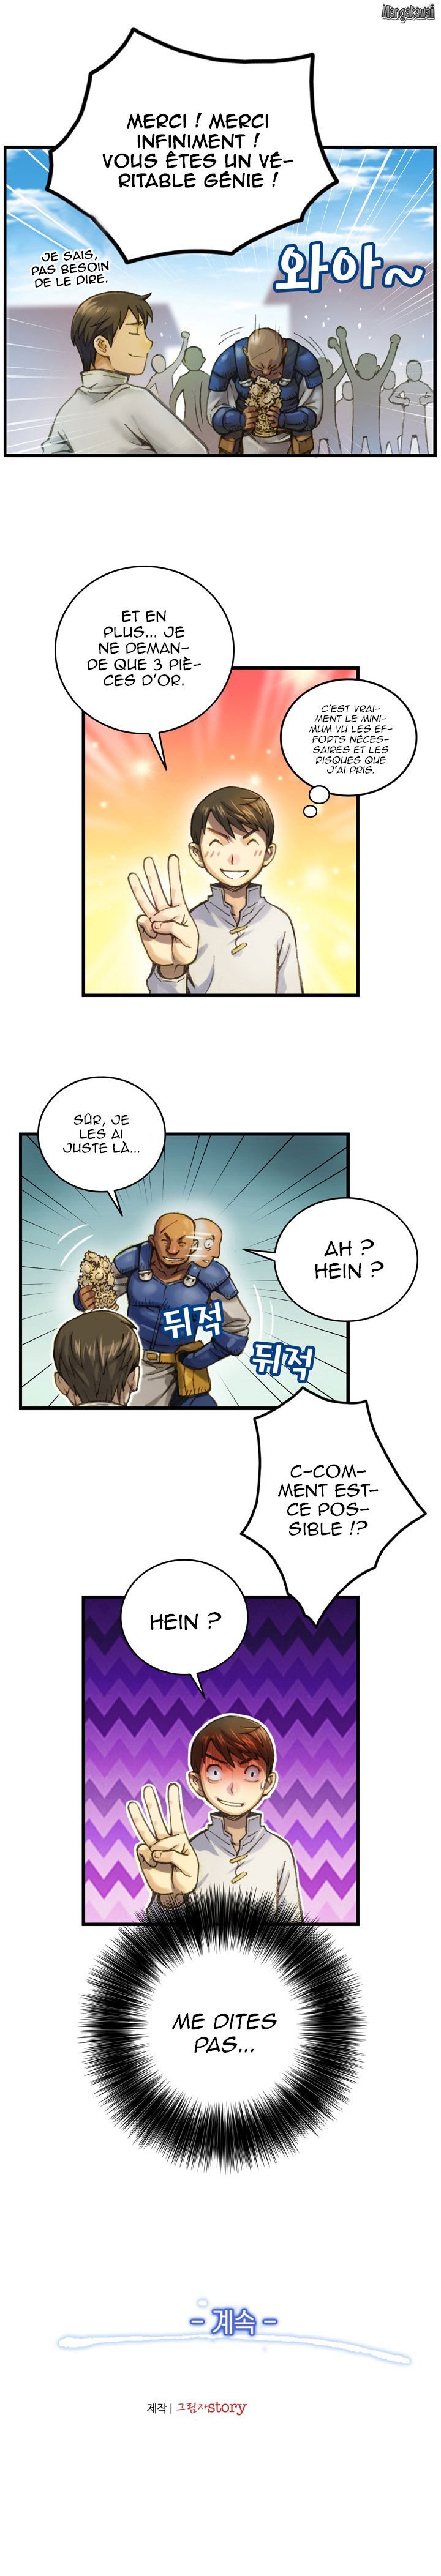 Mangakawaii
MERCI ! MERCI
INFINIMENT !
VOUS ÊTES UN VÉ-
RITABLE GÉNIE !
JE SAIS,
PAS BESOIN
DE LE DIRE.
와아~
ET EN
PLUS... JE
NE DEMAN-
DE QUE 3 PIÈ-
CES D'OR.
C'EST VRAI-
MENT LE MINI-
MUM VU LES EF-
FORTS NÉCES-
SAIRES ET LES
RISQUES QUE
J'AI PRIS.
SÛR, JE
LES AI
JUSTE LÀ...
AH ?
HEIN ?
뒤적
뒤적
C-COM-
MENT EST-
CE POS-
SIBLE !?
HEIN ?
ME DITES
PAS...
- 계속 -
제작 | 그림자story